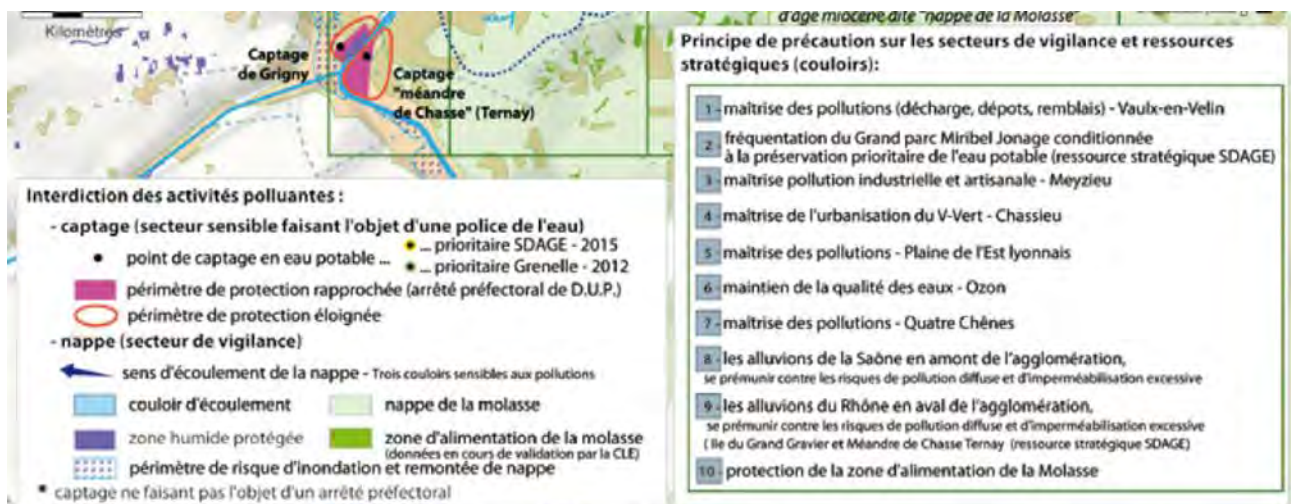 Kilomètres
d'age miocène dite "nappe de la Molasse"
Captage
de Grigny
Captage
"méandre
de Chasse" (Ternay)
Interdiction des activités polluantes :
- captage (secteur sensible faisant l'objet d'une police de l'eau)
point de captage en eau potable ...
... prioritaire SDAGE - 2015
... prioritaire Grenelle - 2012
périmètre de protection rapprochée (arrêté préfectoral de D.U.P.)
périmètre de protection éloignée
- nappe (secteur de vigilance)
sens d'écoulement de la nappe - Trois couloirs sensibles aux pollutions
couloir d'écoulement
nappe de la molasse
zone humide protégée
zone d'alimentation de la molasse
(données en cours de validation par la CLE)
périmètre de risque d'inondation et remontée de nappe
* captage ne faisant pas l'objet d'un arrêté préfectoral
Principe de précaution sur les secteurs de vigilance et ressources
stratégiques (couloirs):
1 - maîtrise des pollutions (décharge, dépots, remblais) - Vaulx-en-Velin
2 - fréquentation du Grand parc Miribel Jonage conditionnée
à la préservation prioritaire de l'eau potable (ressource stratégique SDAGE)
3 - maîtrise pollution industrielle et artisanale - Meyzieu
4 - maîtrise de l'urbanisation du V-Vert - Chassieu
5 - maîtrise des pollutions - Plaine de l'Est lyonnais
6 - maintien de la qualité des eaux - Ozon
7 - maîtrise des pollutions - Quatre Chênes
8 - les alluvions de la Saône en amont de l'agglomération,
se prémunir contre les risques de pollution diffuse et d'imperméabilisation excessive
9 - les alluvions du Rhône en aval de l'agglomération,
se prémunir contre les risques de pollution diffuse et d'imperméabilisation excessive
( Ile du Grand Gravier et Méandre de Chasse Ternay (ressource stratégique SDAGE)
10 - protection de la zone d'alimentation de la Molasse